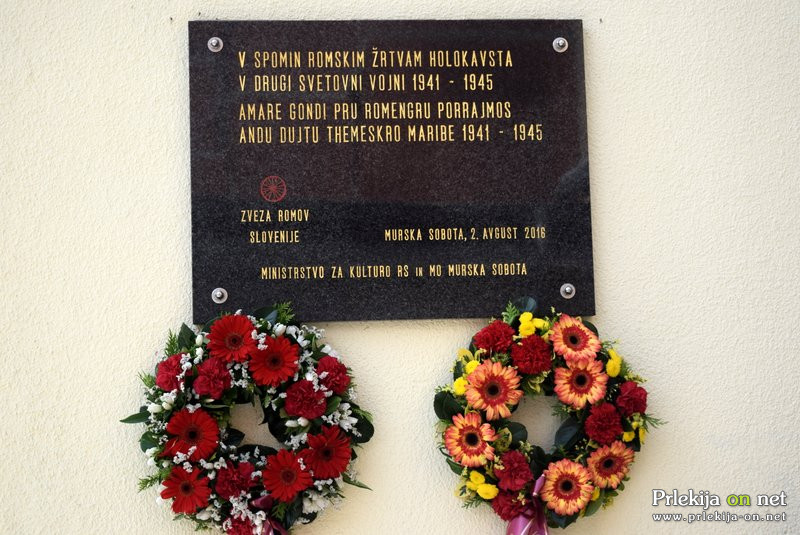 V SPOMIN ROMSKIM ŽRTVAM HOLOKAVSTA
V DRUGI SVETOVNI VOJNI 1941 - 1945
AMARE GONDI PRU ROMENGRU PORRAJMOS
ANDU DUJTU THEMESKRO MARIBE 1941 - 1945
ZVEZA ROMOV
SLOVENIJE
MURSKA SOBOTA, 2. AVGUST 2016
MINISTRSTVO ZA KULTURO RS IN MO MURSKA SOBOTA
Prlekija on net
www.prlekija-on.net